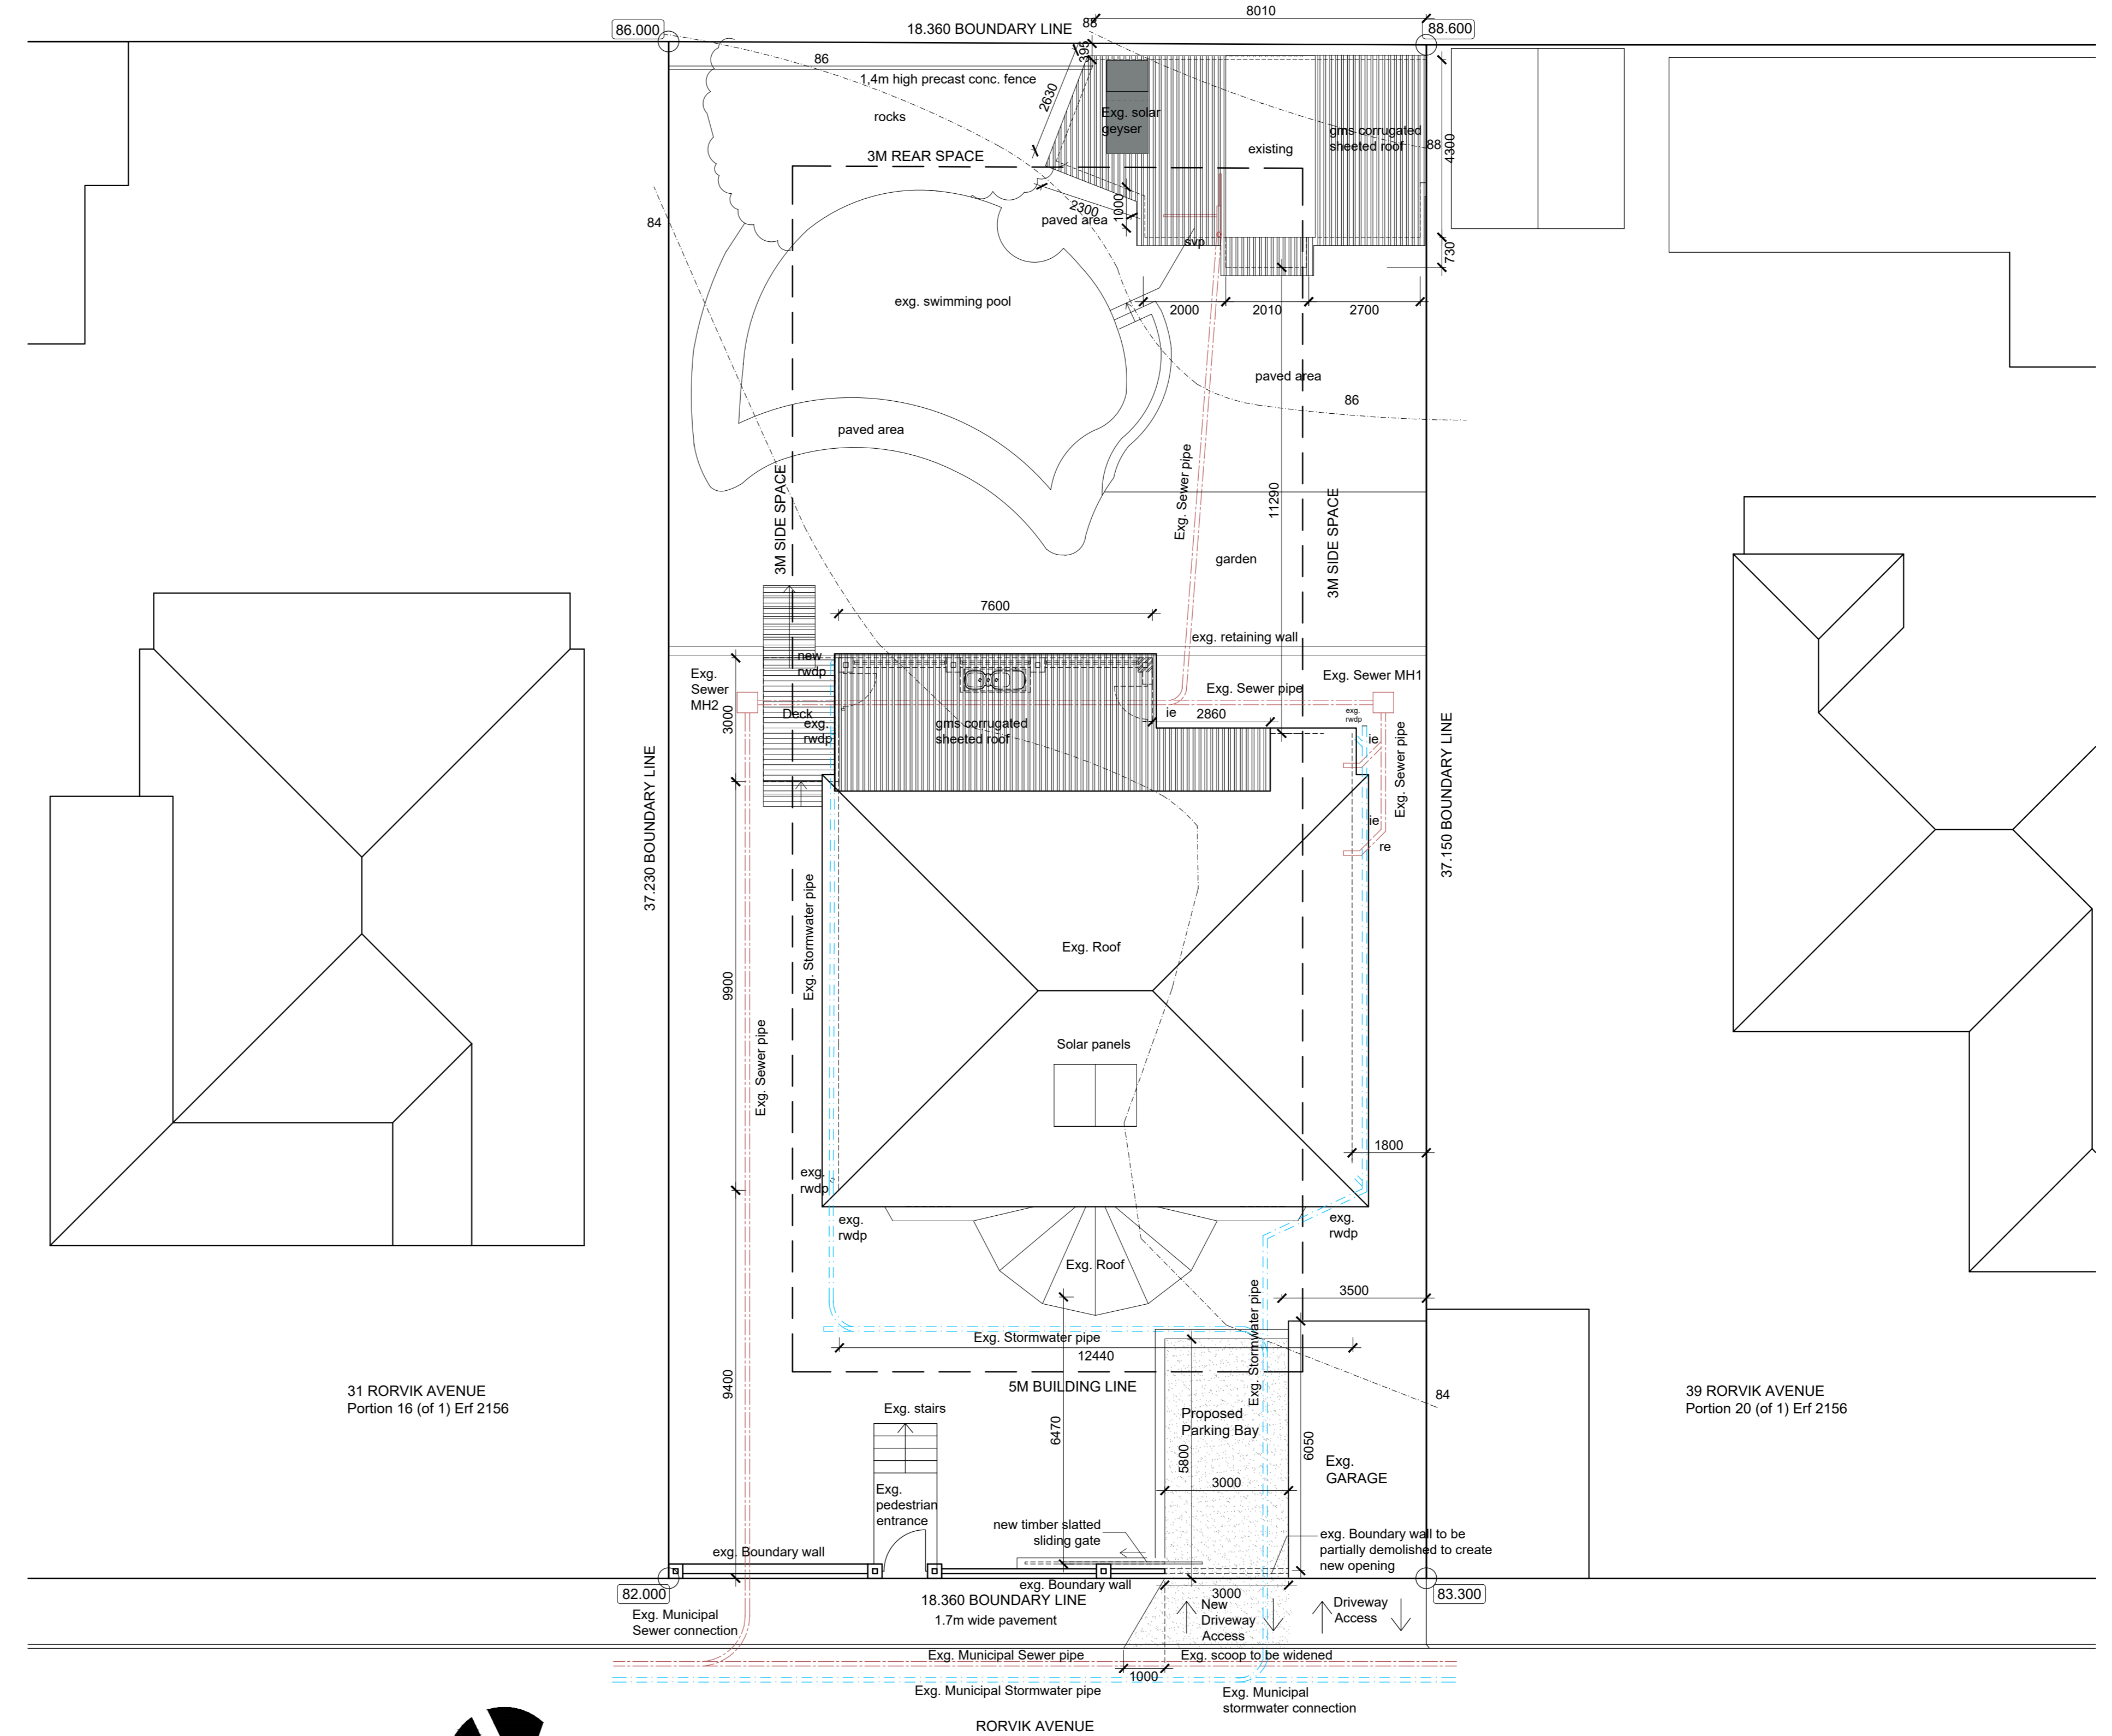 8010
86.000
18.360 BOUNDARY LINE
88
88.600
395
86
1,4m high precast conc. fence
2630
rocks
Exg. solar
geyser
gms corrugated
sheeted roof
88
4300
existing
3M REAR SPACE
2300
1000
paved area
84
svp
730
exg. swimming pool
2000
2010
2700
paved area
86
paved area
3M SIDE SPACE
Exg. Sewer pipe
11290
3M SIDE SPACE
garden
7600
exg. retaining wall
new
rwdp
Exg.
Sewer
MH2
Exg. Sewer MH1
Exg. Sewer pipe
3000
Deck
exg.
rwdp
gms corrugated
sheeted roof
ie
2860
exg.
rwdp
ie
Exg. Sewer pipe
37.230 BOUNDARY LINE
37.150 BOUNDARY LINE
ie
re
Exg. Stormwater pipe
9900
Exg. Roof
Exg. Sewer pipe
Solar panels
1800
exg.
rwdp
exg.
rwdp
exg.
rwdp
Exg. Roof
3500
Exg. Stormwater pipe
Exg. Stormwater pipe
12440
9400
5M BUILDING LINE
31 RORVIK AVENUE
Portion 16 (of 1) Erf 2156
84
39 RORVIK AVENUE
Portion 20 (of 1) Erf 2156
Exg. stairs
Proposed
Parking Bay
6470
5800
6050
Exg.
GARAGE
3000
Exg.
pedestrian
entrance
new timber slatted
sliding gate
exg. Boundary wall to be
partially demolished to create
new opening
exg. Boundary wall
exg. Boundary wall
82.000
18.360 BOUNDARY LINE
3000
83.300
Exg. Municipal
Sewer connection
1.7m wide pavement
New
Driveway
Access
Driveway
Access
Exg. Municipal Sewer pipe
Exg. scoop to be widened
1000
Exg. Municipal Stormwater pipe
Exg. Municipal
stormwater connection
RORVIK AVENUE